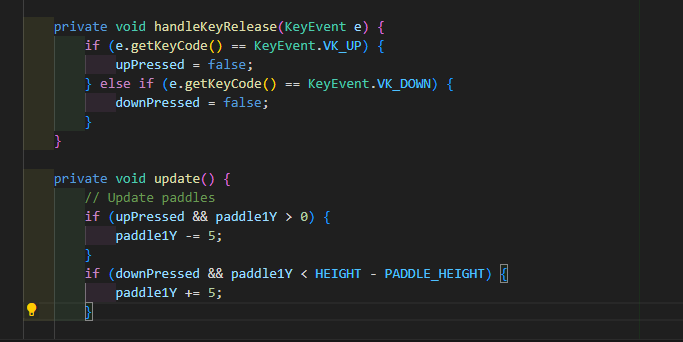 private void handleKeyRelease(KeyEvent e) {
    if (e.getKeyCode() == KeyEvent.VK_UP) {
        upPressed = false;
    } else if (e.getKeyCode() == KeyEvent.VK_DOWN) {
        downPressed = false;
    }
}

private void update() {
    // Update paddles
    if (upPressed && paddle1Y > 0) {
        paddle1Y -= 5;
    }
    if (downPressed && paddle1Y < HEIGHT - PADDLE_HEIGHT) {
        paddle1Y += 5;
    }